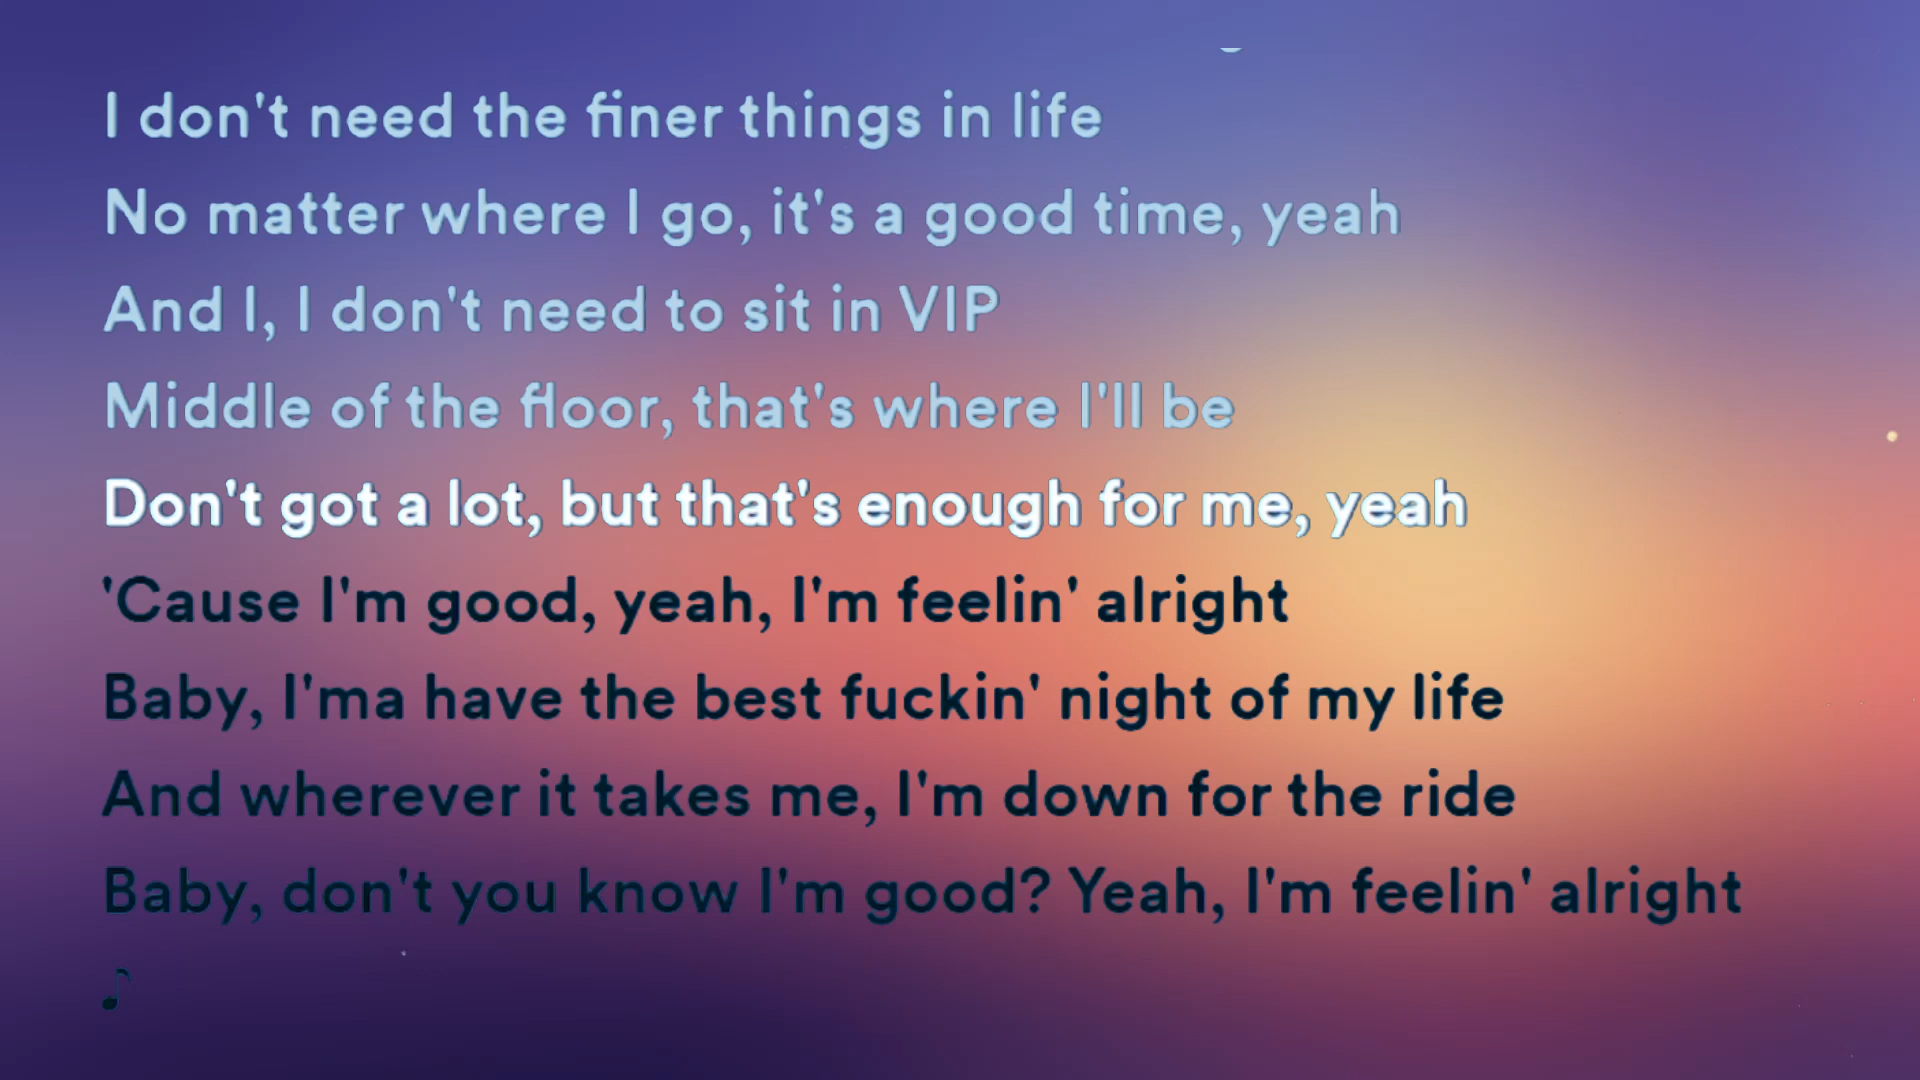 I don't need the finer things in life
No matter where I go, it's a good time, yeah
And I, I don't need to sit in VIP
Middle of the floor, that's where I'll be
Don't got a lot, but that's enough for me, yeah
'Cause I'm good, yeah, I'm feelin' alright
Baby, I'ma have the best fuckin' night of my life
And wherever it takes me, I'm down for the ride
Baby, don't you know I'm good? Yeah, I'm feelin' alright
♪